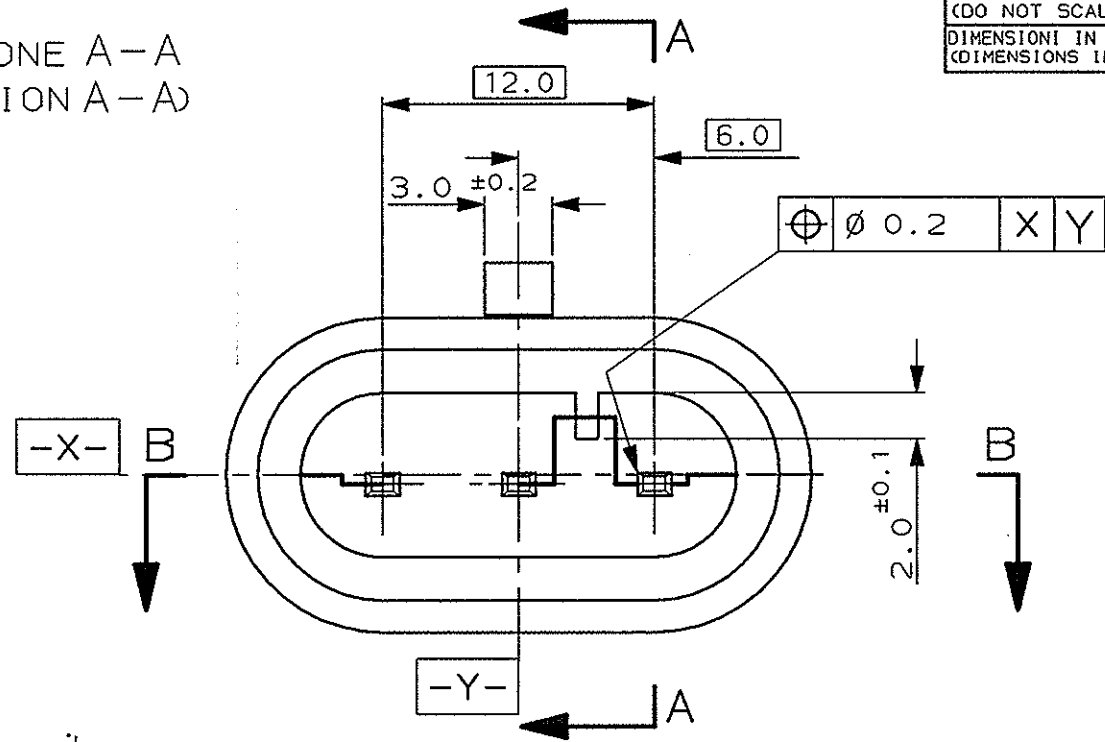 (DO NOT SCAL
DIMENSIONI IN
(DIMENSIONS I
ONE A-A
ION A-A)
A
12.0
6.0
3.0 ±0.2
Ø 0.2 X Y
-X-
B
B
2.0 ±0.1
-Y-
A